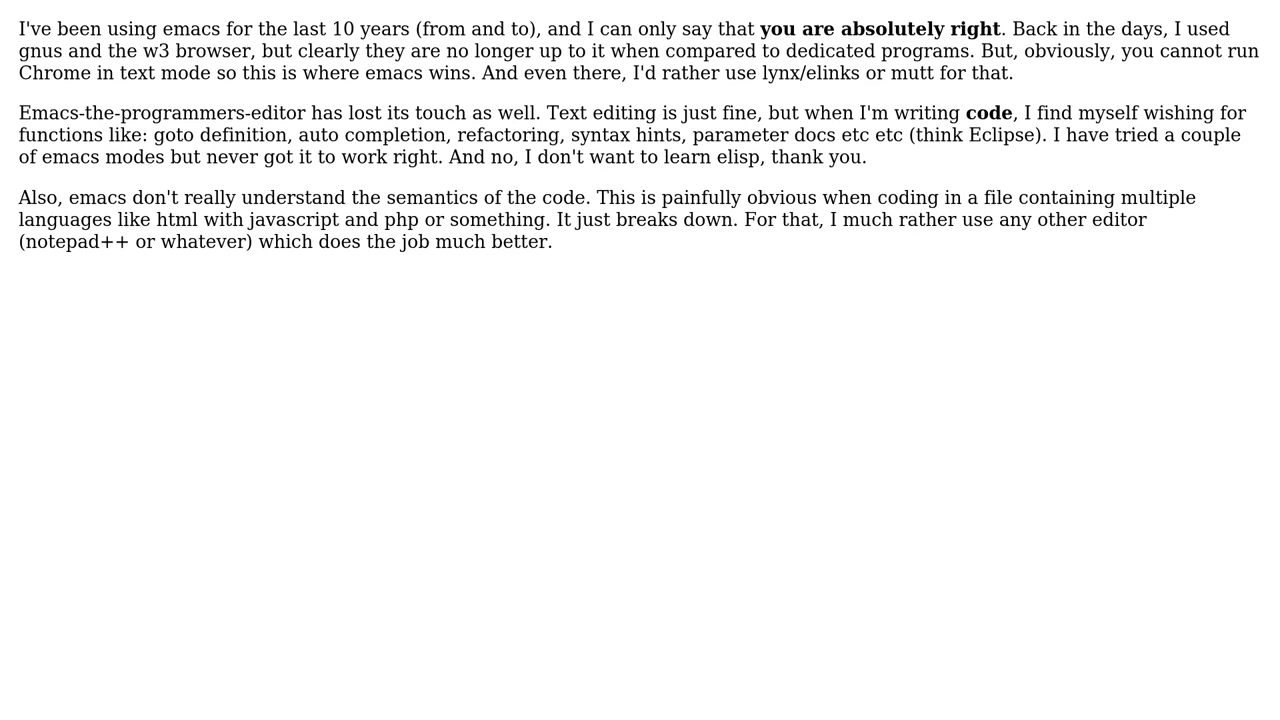 I've been using emacs for the last 10 years (from and to), and I can only say that you are absolutely right. Back in the days, I used
gnus and the w3 browser, but clearly they are no longer up to it when compared to dedicated programs. But, obviously, you cannot run
Chrome in text mode so this is where emacs wins. And even there, I'd rather use lynx/elinks or mutt for that.
Emacs-the-programmers-editor has lost its touch as well. Text editing is just fine, but when I'm writing code, I find myself wishing for
functions like: goto definition, auto completion, refactoring, syntax hints, parameter docs etc etc (think Eclipse). I have tried a couple
of emacs modes but never got it to work right. And no, I don't want to learn elisp, thank you.
Also, emacs don't really understand the semantics of the code. This is painfully obvious when coding in a file containing multiple
languages like html with javascript and php or something. It just breaks down. For that, I much rather use any other editor
(notepad++ or whatever) which does the job much better.